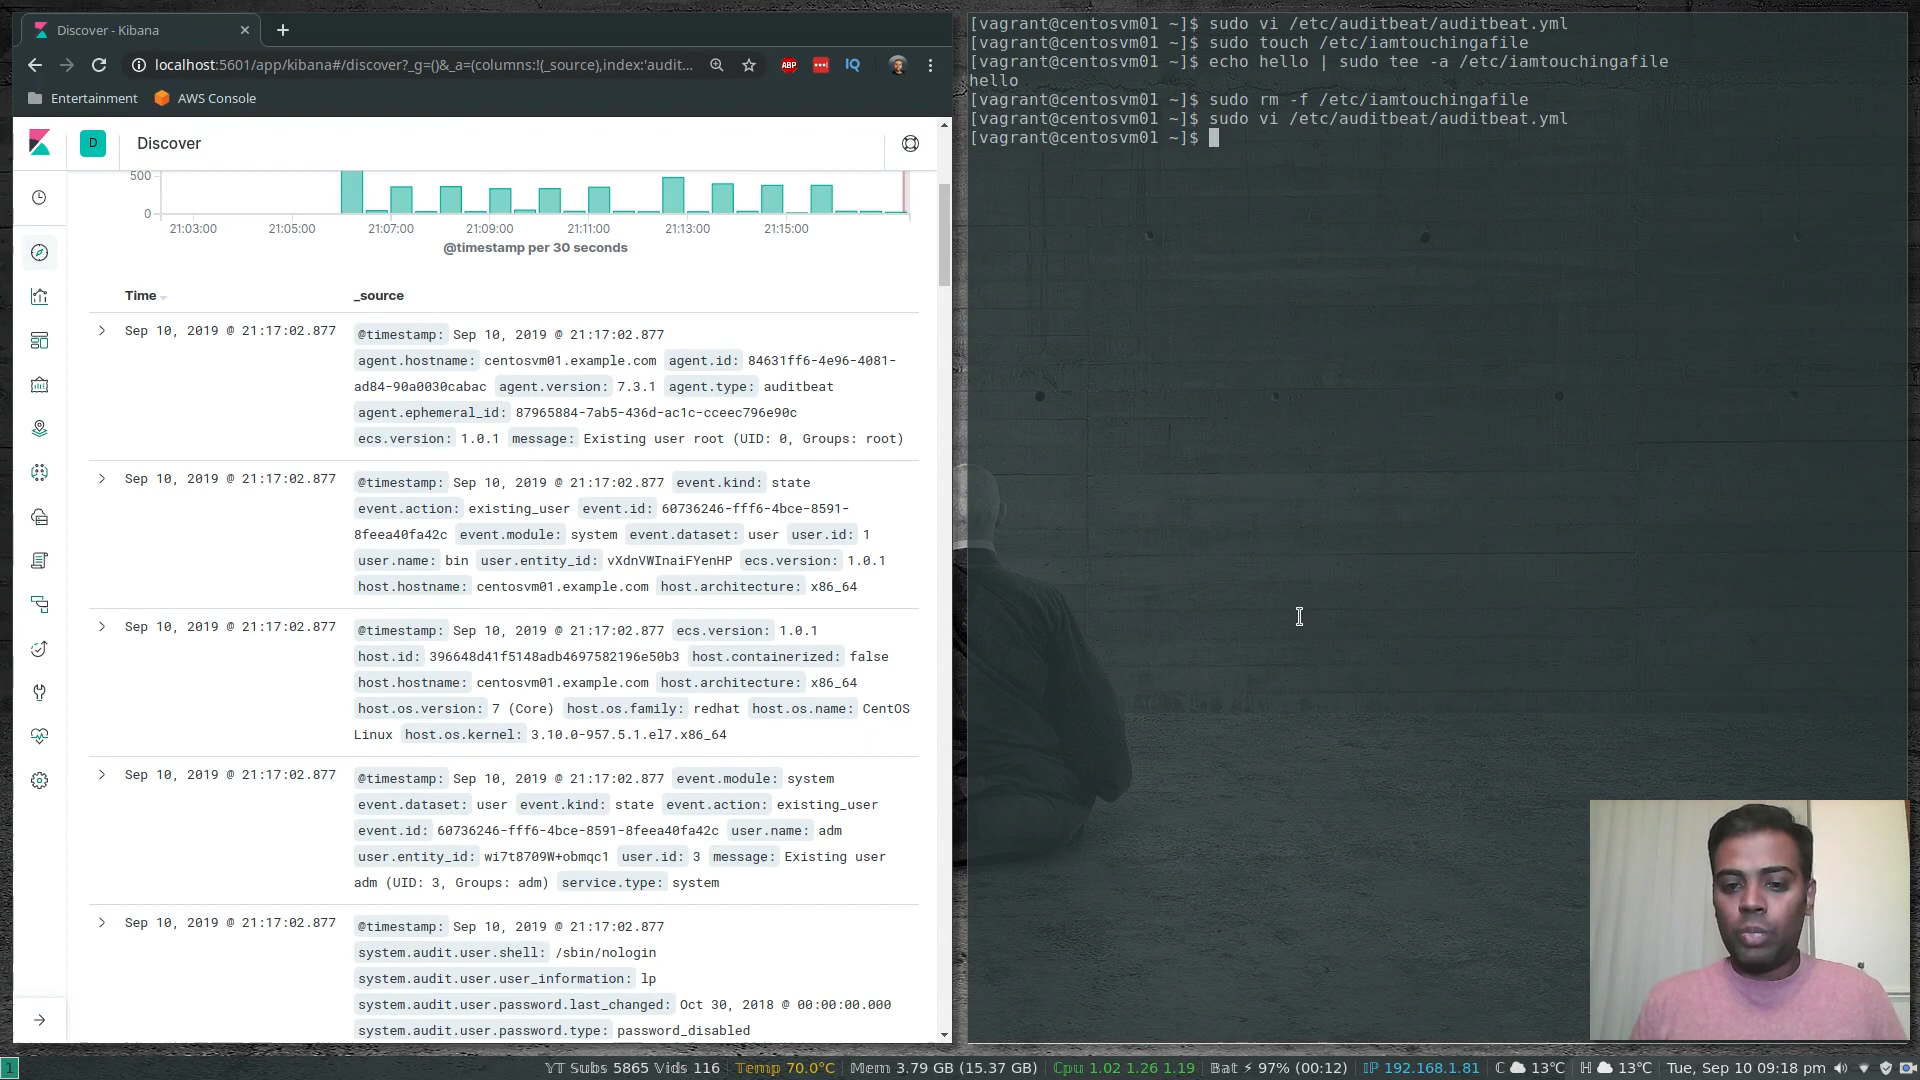 Discover - Kibana
localhost:5601/app/kibana#/discover?_g=()&_a=(columns:!(_source),index:'audit...
ABP
IQ
Entertainment
AWS Console
D
Discover
500
0
21:03:00
21:05:00
21:07:00
21:09:00
21:11:00
21:13:00
21:15:00
@timestamp per 30 seconds
Time
_source
Sep 10, 2019 @ 21:17:02.877
@timestamp: Sep 10, 2019 @ 21:17:02.877
agent.hostname: centosvm01.example.com agent.id: 84631ff6-4e96-4081-
ad84-90a0030cabac agent.version: 7.3.1 agent.type: auditbeat
agent.ephemeral_id: 87965884-7ab5-436d-ac1c-cceec796e90c
ecs.version: 1.0.1 message: Existing user root (UID: 0, Groups: root)
Sep 10, 2019 @ 21:17:02.877
@timestamp: Sep 10, 2019 @ 21:17:02.877 event.kind: state
event.action: existing_user event.id: 60736246-fff6-4bce-8591-
8feea40fa42c event.module: system event.dataset: user user.id: 1
user.name: bin user.entity_id: vXdnVWInaiFYenHP ecs.version: 1.0.1
host.hostname: centosvm01.example.com host.architecture: x86_64
Sep 10, 2019 @ 21:17:02.877
@timestamp: Sep 10, 2019 @ 21:17:02.877 ecs.version: 1.0.1
host.id: 396648d41f5148adb4697582196e50b3 host.containerized: false
host.hostname: centosvm01.example.com host.architecture: x86_64
host.os.version: 7 (Core) host.os.family: redhat host.os.name: CentOS
Linux host.os.kernel: 3.10.0-957.5.1.el7.x86_64
Sep 10, 2019 @ 21:17:02.877
@timestamp: Sep 10, 2019 @ 21:17:02.877 event.module: system
event.dataset: user event.kind: state event.action: existing_user
event.id: 60736246-fff6-4bce-8591-8feea40fa42c user.name: adm
user.entity_id: wi7t8709W+obmqc1 user.id: 3 message: Existing user
adm (UID: 3, Groups: adm) service.type: system
Sep 10, 2019 @ 21:17:02.877
@timestamp: Sep 10, 2019 @ 21:17:02.877
system.audit.user.shell: /sbin/nologin
system.audit.user.user_information: lp
system.audit.user.password.last_changed: Oct 30, 2018 @ 00:00:00.000
system.audit.user.password.type: password_disabled
[vagrant@centosvm01 ~]$ sudo vi /etc/auditbeat/auditbeat.yml
[vagrant@centosvm01 ~]$ sudo touch /etc/iamtouchingafile
[vagrant@centosvm01 ~]$ echo hello | sudo tee -a /etc/iamtouchingafile
hello
[vagrant@centosvm01 ~]$ sudo rm -f /etc/iamtouchingafile
[vagrant@centosvm01 ~]$ sudo vi /etc/auditbeat/auditbeat.yml
[vagrant@centosvm01 ~]$
1
YT Subs 5865 Vids 116 Temp 70.0°C Mem 3.79 GB (15.37 GB) Cpu 1.02 1.26 1.19 Bat ⚡ 97% (00:12) IP 192.168.1.81 C 13°C H 13°C Tue, Sep 10 09:18 pm